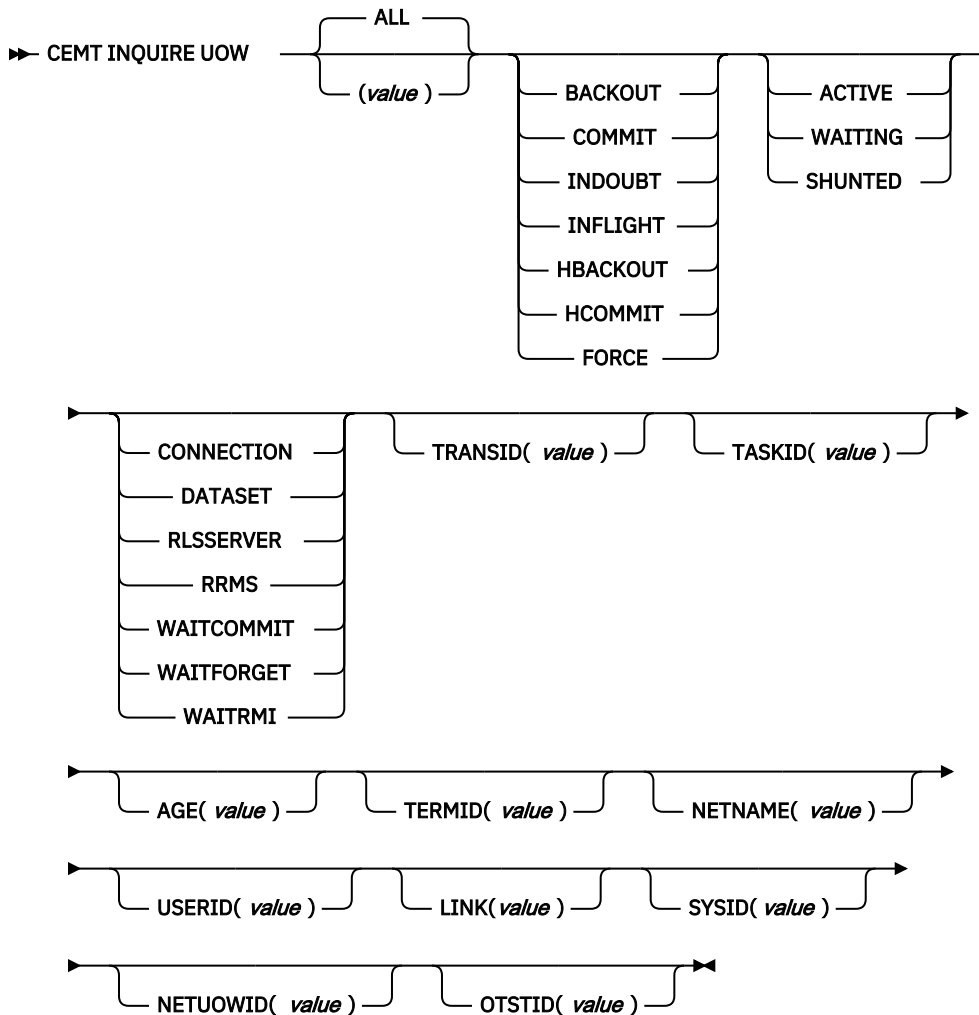 ALL
CEMT INQUIRE UOW
(value )
BACKOUT
ACTIVE
COMMIT
WAITING
INDOUBT
SHUNTED
INFLIGHT
HBACKOUT
HCOMMIT
FORCE
CONNECTION
TRANSID( value )
TASKID( value )
DATASET
RLSSERVER
RRMS
WAITCOMMIT
WAITFORGET
WAITRMI
AGE( value )
TERMID( value )
NETNAME( value )
USERID( value )
LINK(value )
SYSID( value )
NETUOWID( value )
OTSTID( value )